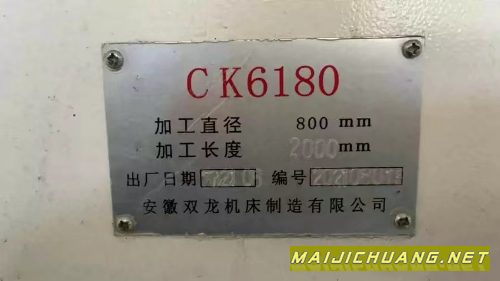 CK6180
加工直径 800 mm
加工长度 2000 mm
出厂日期 编号
安徽双龙机床制造有限公司
MAIJICHUANG.NET